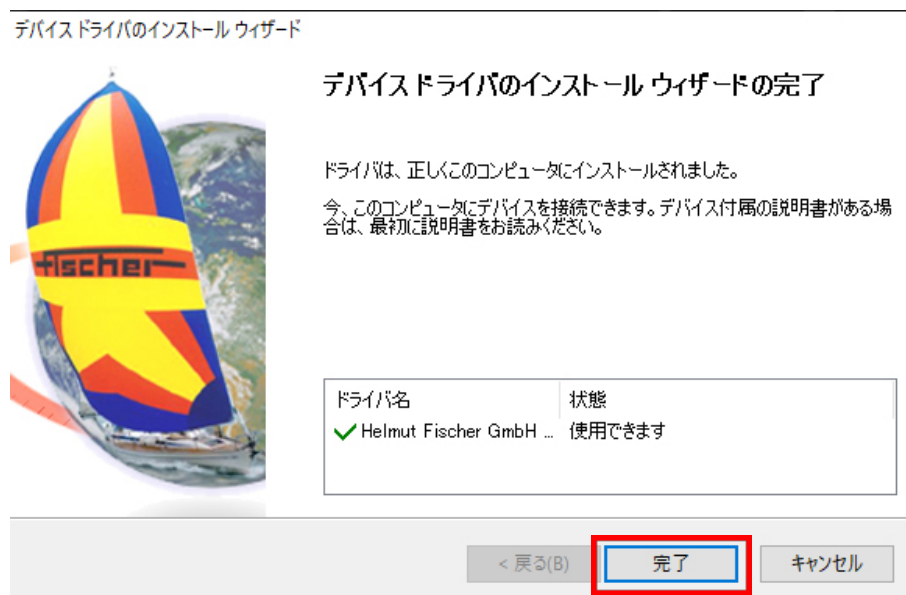 デバイス ドライバのインストール ウィザード
デバイス ドライバのインストール ウィザードの完了
ドライバは、正しくこのコンピュータにインストールされました。
今、このコンピュータにデバイスを接続できます。デバイス付属の説明書がある場
合は、最初に説明書をお読みください。
fischer
ドライバ名 状態
Helmut Fischer GmbH ... 使用できます
< 戻る(B) 完了 キャンセル